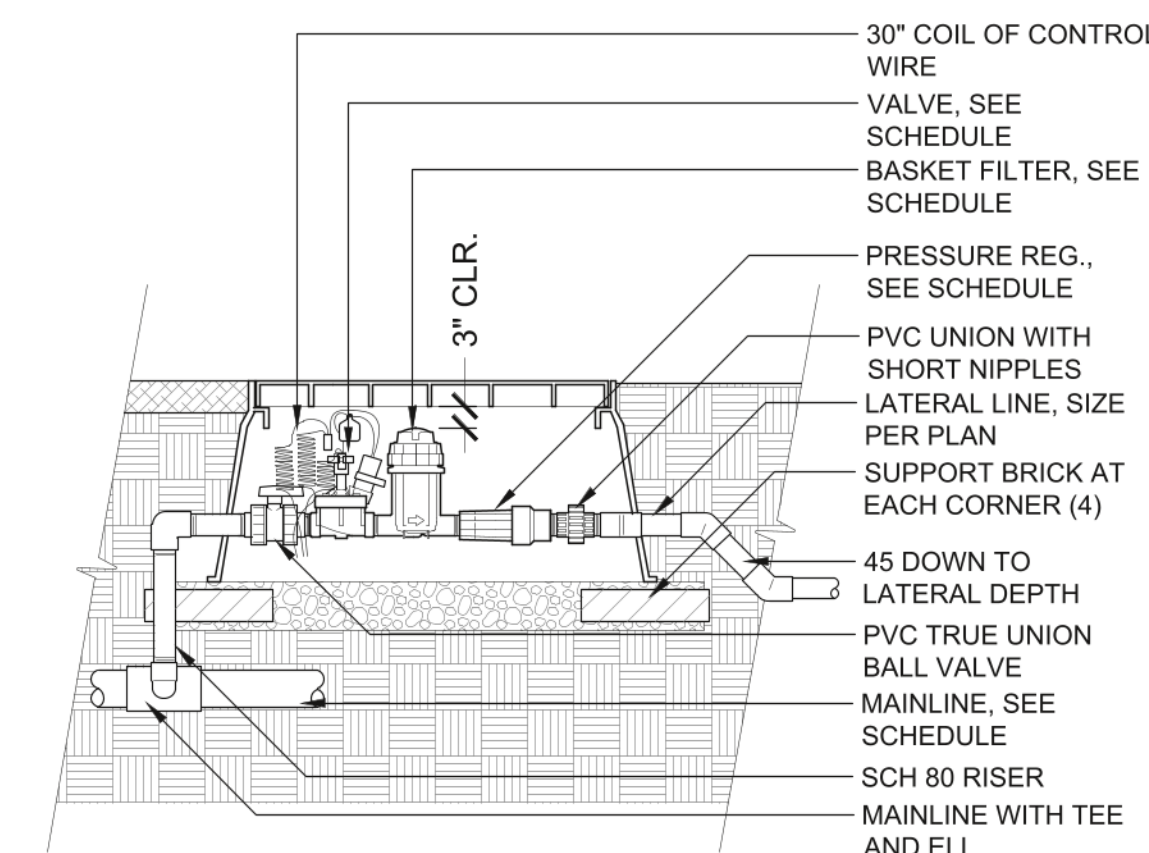 30" COIL OF CONTROL
WIRE
VALVE, SEE
SCHEDULE
BASKET FILTER, SEE
SCHEDULE
3" CLR.
PRESSURE REG.,
SEE SCHEDULE
PVC UNION WITH
SHORT NIPPLES
LATERAL LINE, SIZE
PER PLAN
SUPPORT BRICK AT
EACH CORNER (4)
45 DOWN TO
LATERAL DEPTH
PVC TRUE UNION
BALL VALVE
MAINLINE, SEE
SCHEDULE
SCH 80 RISER
MAINLINE WITH TEE
AND ELL